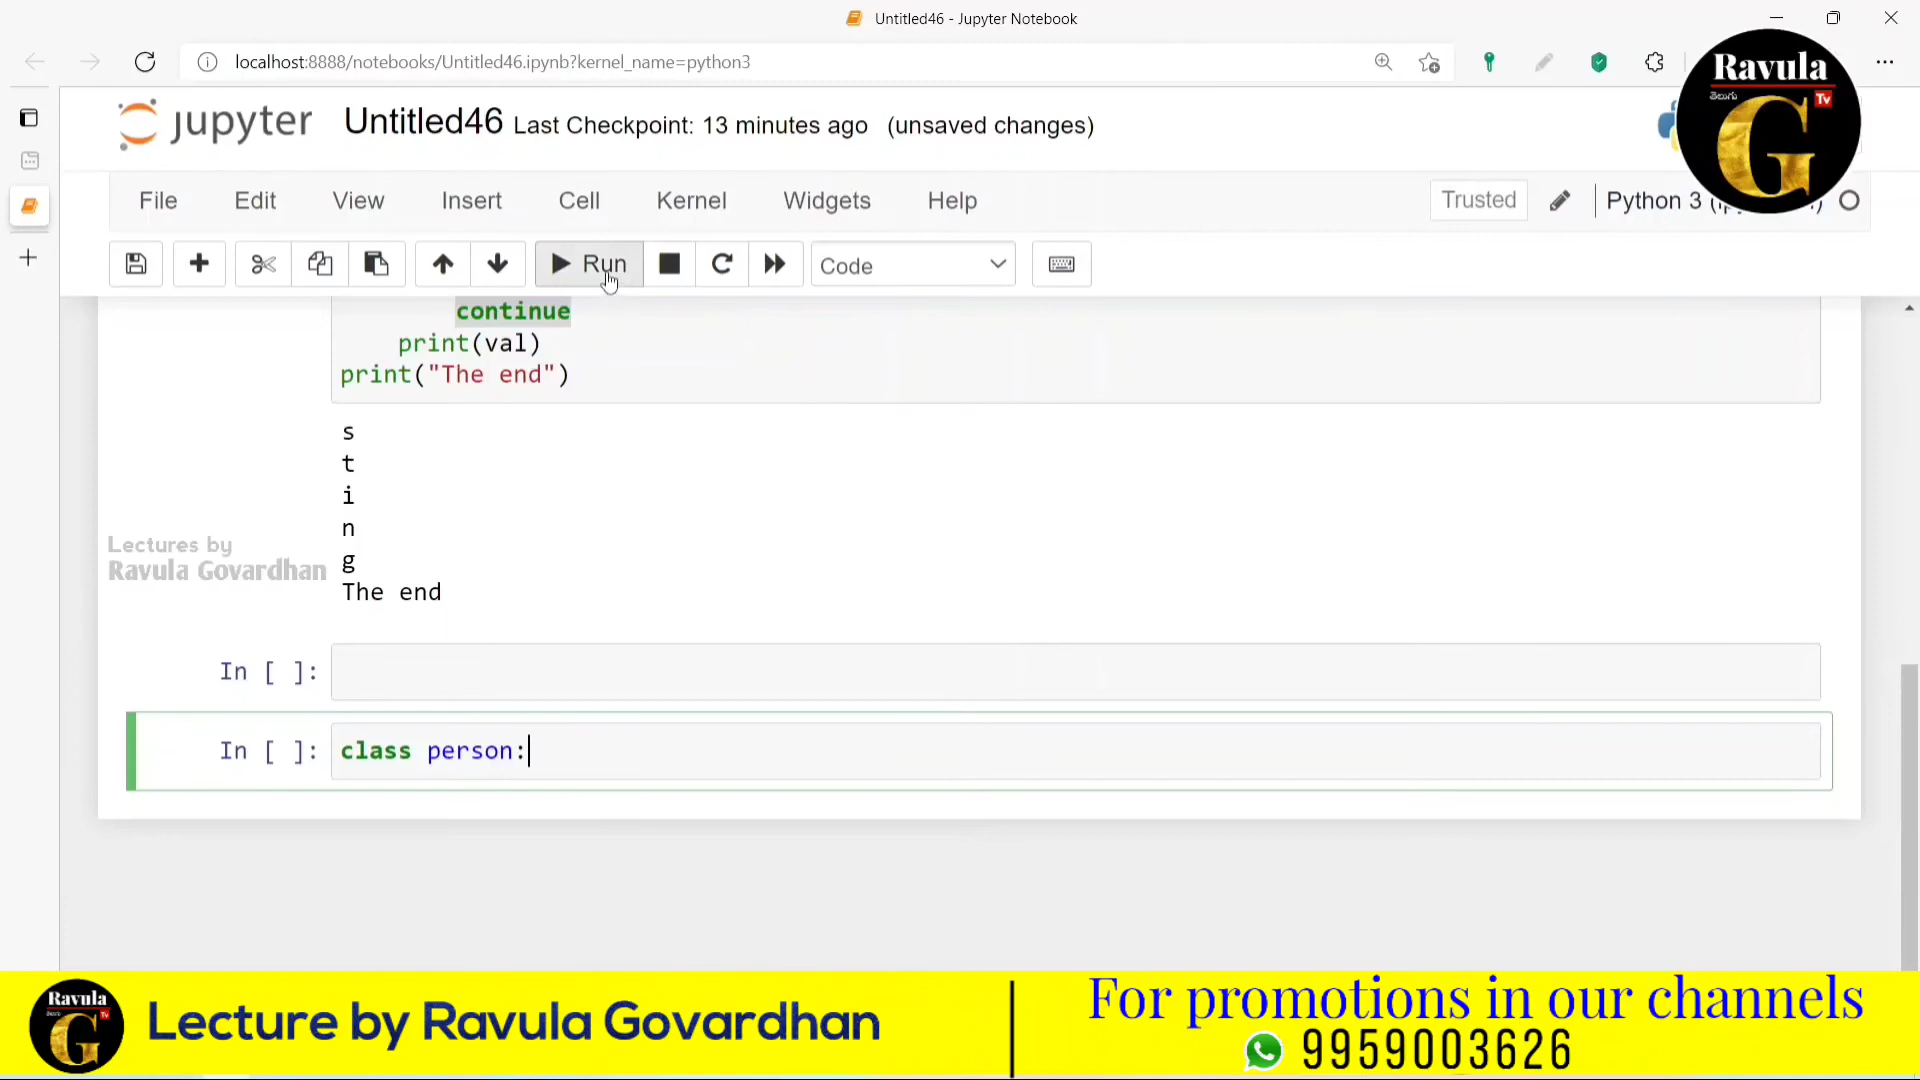 Untitled46 - Jupyter Notebook
localhost:8888/notebooks/Untitled46.ipynb?kernel_name=python3
Ravula
తెలుగు
Tv
G
jupyter Untitled46 Last Checkpoint: 13 minutes ago (unsaved changes)
File Edit View Insert Cell Kernel Widgets Help Trusted Python 3
Run Code
continue
print(val)
print("The end")
s
t
i
n
g
The end
Lectures by
Ravula Govardhan
In [ ]:
In [ ]: class person:
Ravula
G
Lecture by Ravula Govardhan
For promotions in our channels
9959003626